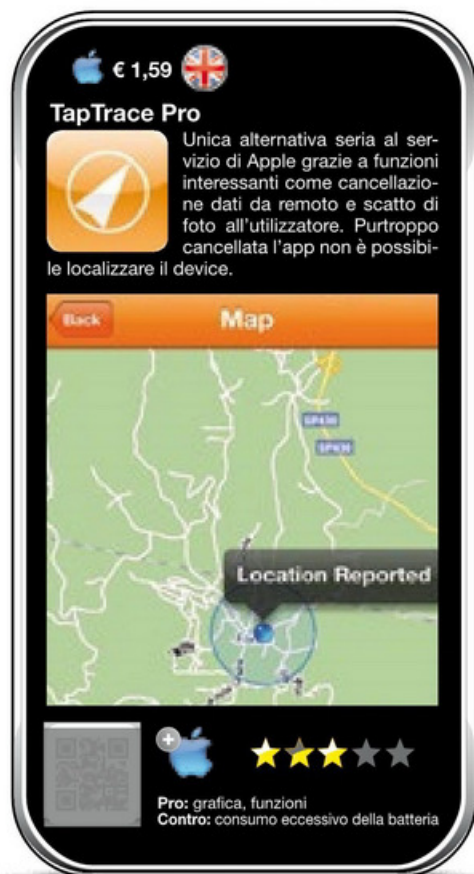 € 1,59
TapTrace Pro
Unica alternativa seria al ser-
vizio di Apple grazie a funzioni
interessanti come cancellazio-
ne dati da remoto e scatto di
foto all'utilizzatore. Purtroppo
cancellata l'app non è possibi-
le localizzare il device.
Back
Map
SP430
SP430
Location Reported
Pro: grafica, funzioni
Contro: consumo eccessivo della batteria